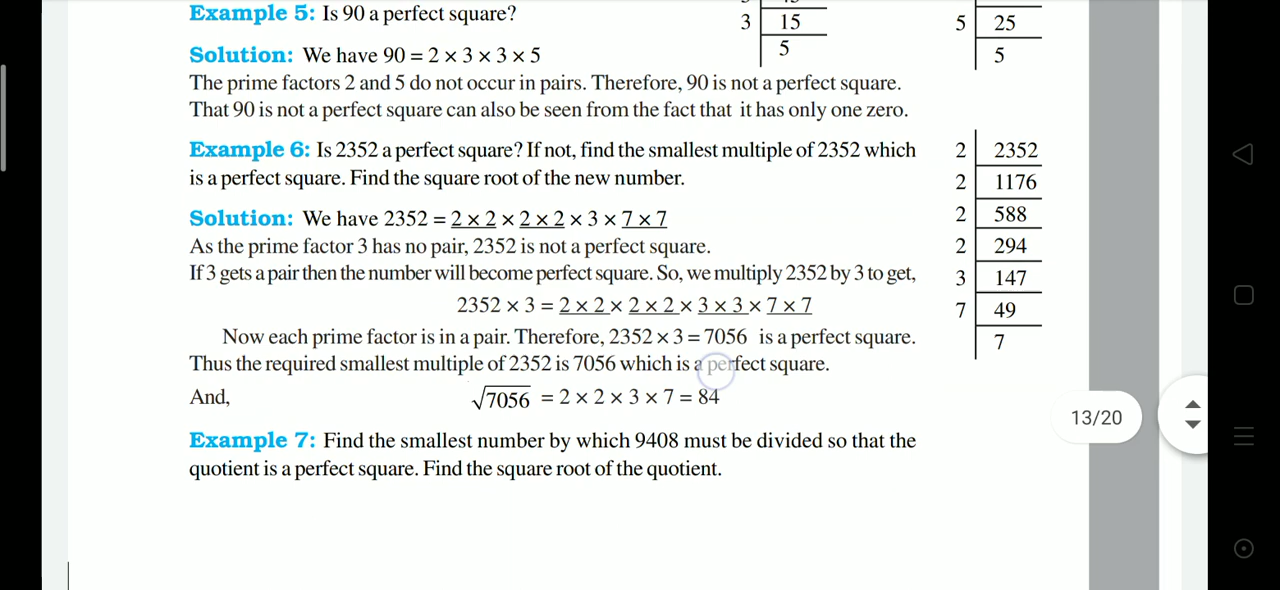 Example 5: Is 90 a perfect square?
Solution: We have 90 = 2 × 3 × 3 × 5
The prime factors 2 and 5 do not occur in pairs. Therefore, 90 is not a perfect square.
That 90 is not a perfect square can also be seen from the fact that it has only one zero.
3 15
5
5 25
5
Example 6: Is 2352 a perfect square? If not, find the smallest multiple of 2352 which
is a perfect square. Find the square root of the new number.
Solution: We have 2352 = 2 × 2 × 2 × 2 × 3 × 7 × 7
As the prime factor 3 has no pair, 2352 is not a perfect square.
If 3 gets a pair then the number will become perfect square. So, we multiply 2352 by 3 to get,
2352 × 3 = 2 × 2 × 2 × 2 × 3 × 3 × 7 × 7
Now each prime factor is in a pair. Therefore, 2352 × 3 = 7056 is a perfect square.
Thus the required smallest multiple of 2352 is 7056 which is a perfect square.
And, √7056 = 2 × 2 × 3 × 7 = 84
2 2352
2 1176
2 588
2 294
3 147
7 49
7
Example 7: Find the smallest number by which 9408 must be divided so that the
quotient is a perfect square. Find the square root of the quotient.
13/20